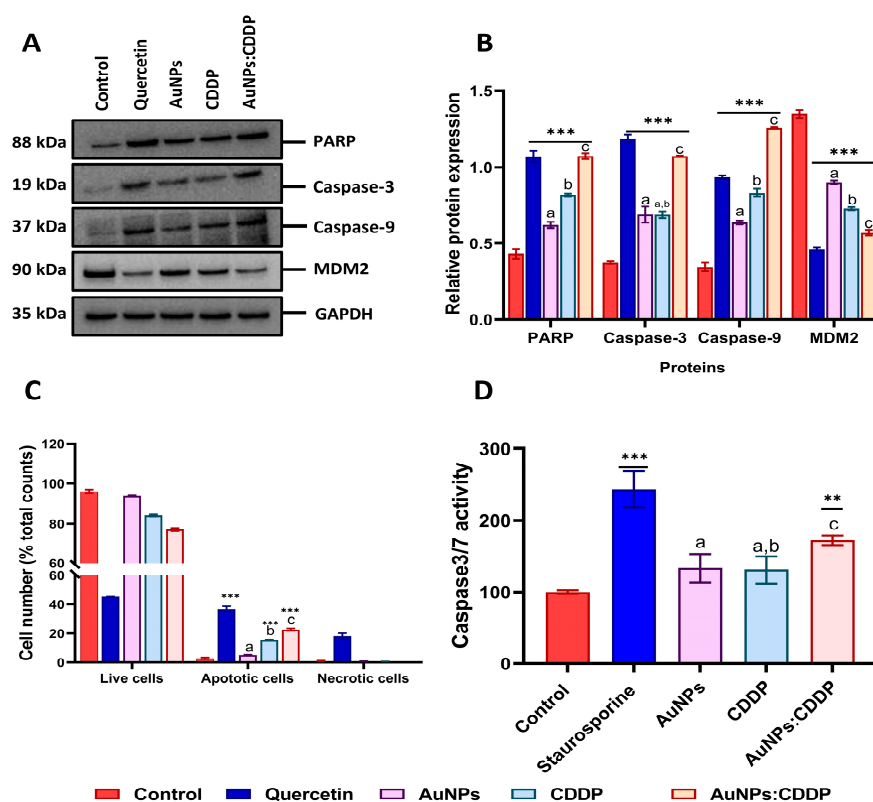 A
Control
Quercetin
AuNPs
CDDP
AuNPs:CDDP
88 kDa
PARP
19 kDa
Caspase-3
37 kDa
Caspase-9
90 kDa
MDM2
35 kDa
GAPDH
B
Relative protein expression
1.5
1.0
0.5
0.0
*** *** *** ***
a b c
a a,b c
a b c
a b c
PARP Caspase-3 Caspase-9 MDM2
Proteins
C
Cell number (% total counts)
120
100
80
60
60
40
20
0
*** *** ***
a b c
Live cells Apototic cells Necrotic cells
D
Caspase3/7 activity
300
200
100
0
*** **
a a,b c
Control
Staurosporine
AuNPs
CDDP
AuNPs:CDDP
Control Quercetin AuNPs CDDP AuNPs:CDDP